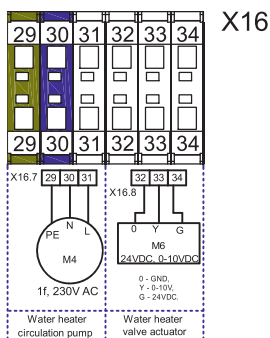 X16
29 30 31 32 33 34
29 30 31 32 33 34
X16.7 29 30 31
X16.8 32 33 34
PE N L
M4
1f, 230V AC
0 Y G
M6
24VDC, 0-10VDC
0 - GND,
Y - 0-10V,
G - 24VDC.
Water heater
circulation pump
Water heater
valve actuator